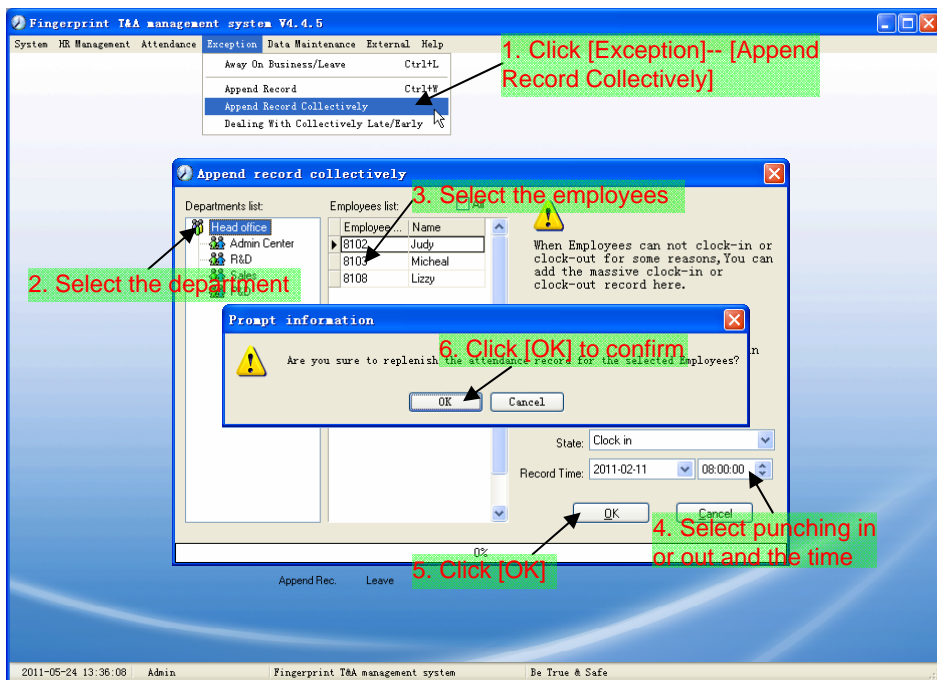 Fingerprint T&A management system V4.4.5
System HR Management Attendance Exception Data Maintenance External Help
1. Click [Exception]-- [Append
Record Collectively]
Away On Business/Leave Ctrl+L
Append Record Ctrl+W
Append Record Collectively
Dealing With Collectively Late/Early
Append record collectively
Departments list:
Employees list:
All
3. Select the employees
Head office
Admin Center
R&D
Sales
2. Select the department
Employee... Name
8102 Judy
8103 Micheal
8108 Lizzy
When Employees can not clock-in or
clock-out for some reasons,You can
add the massive clock-in or
clock-out record here.
Prompt information
6. Click [OK] to confirm
Are you sure to replenish the attendance record for the selected Employees?
OK Cancel
State: Clock in
Record Time: 2011-02-11 08:00:00
OK Cancel
4. Select punching in
or out and the time
0%
5. Click [OK]
Append Rec. Leave
2011-05-24 13:36:08 Admin Fingerprint T&A management system Be True & Safe